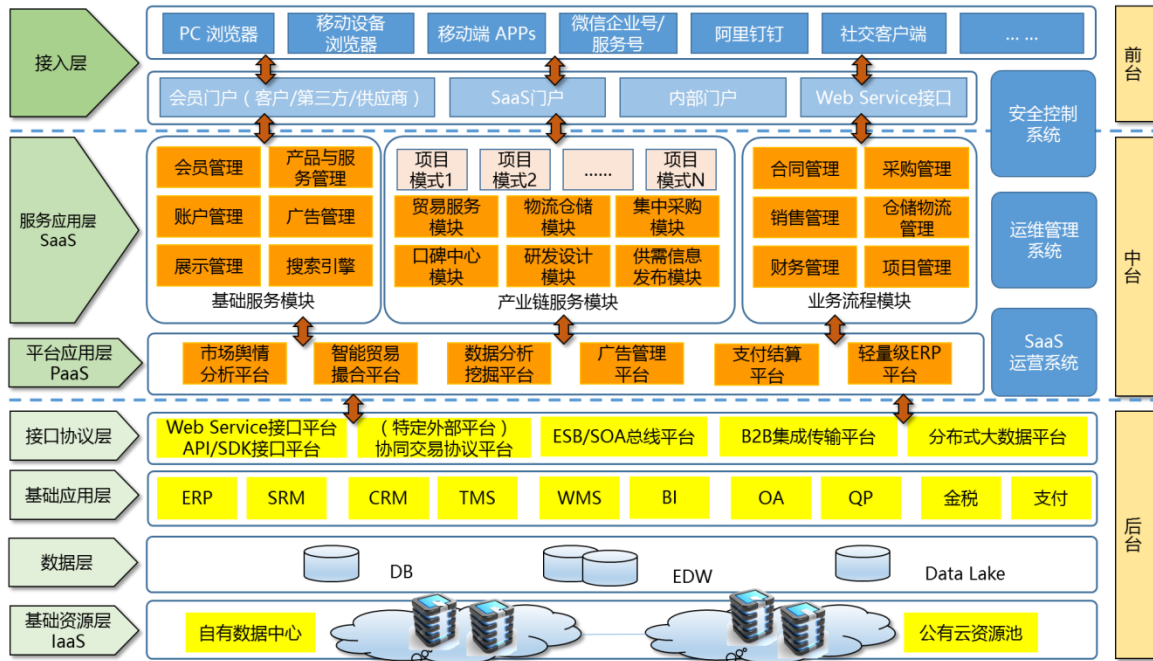 接入层
PC 浏览器
移动设备
浏览器
移动端 APPs
微信企业号/
服务号
阿里钉钉
社交客户端
... ...
前台
会员门户（客户/第三方/供应商）
SaaS门户
内部门户
Web Service接口
安全控制
系统
服务应用层
SaaS
会员管理
产品与服
务管理
账户管理
广告管理
展示管理
搜索引擎
基础服务模块
项目
模式1
项目
模式2
......
项目
模式N
贸易服务
模块
物流仓储
模块
集中采购
模块
口碑中心
模块
研发设计
模块
供需信息
发布模块
产业链服务模块
合同管理
采购管理
销售管理
仓储物流
管理
财务管理
项目管理
业务流程模块
运维管理
系统
中台
平台应用层
PaaS
市场舆情
分析平台
智能贸易
撮合平台
数据分析
挖掘平台
广告管理
平台
支付结算
平台
轻量级ERP
平台
SaaS
运营系统
接口协议层
Web Service接口平台
API/SDK接口平台
（特定外部平台）
协同交易协议平台
ESB/SOA总线平台
B2B集成传输平台
分布式大数据平台
基础应用层
ERP
SRM
CRM
TMS
WMS
BI
OA
QP
金税
支付
后台
数据层
DB
EDW
Data Lake
基础资源层
IaaS
自有数据中心
公有云资源池